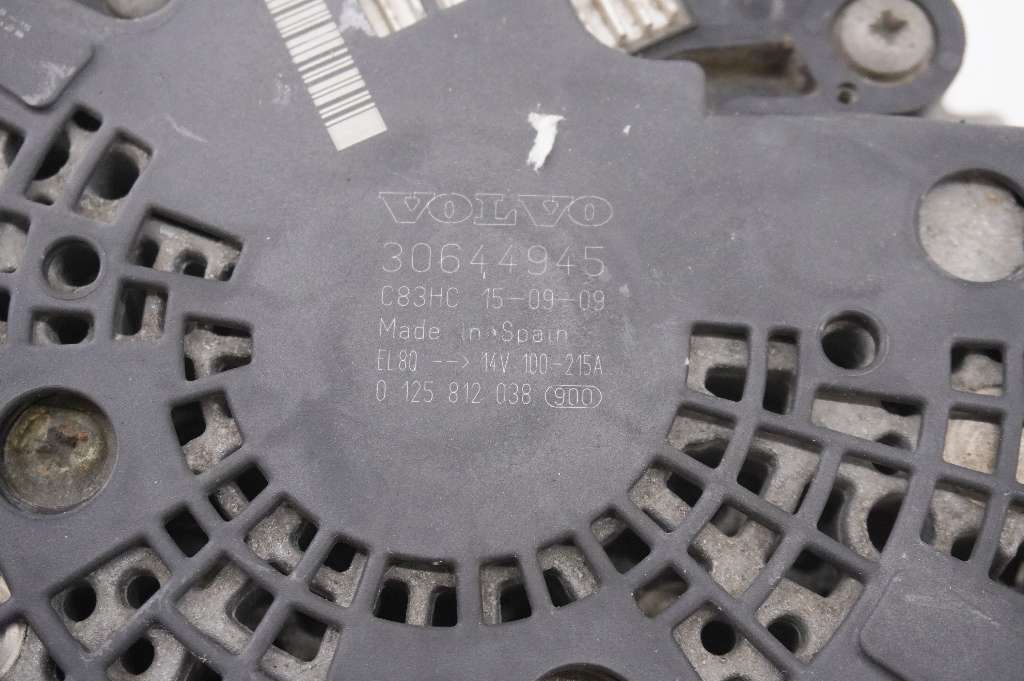 VOLVO
30644945
C83HC 15-09-09
Made in Spain
EL8Q --> 14V 100-215A
0 125 812 038 900